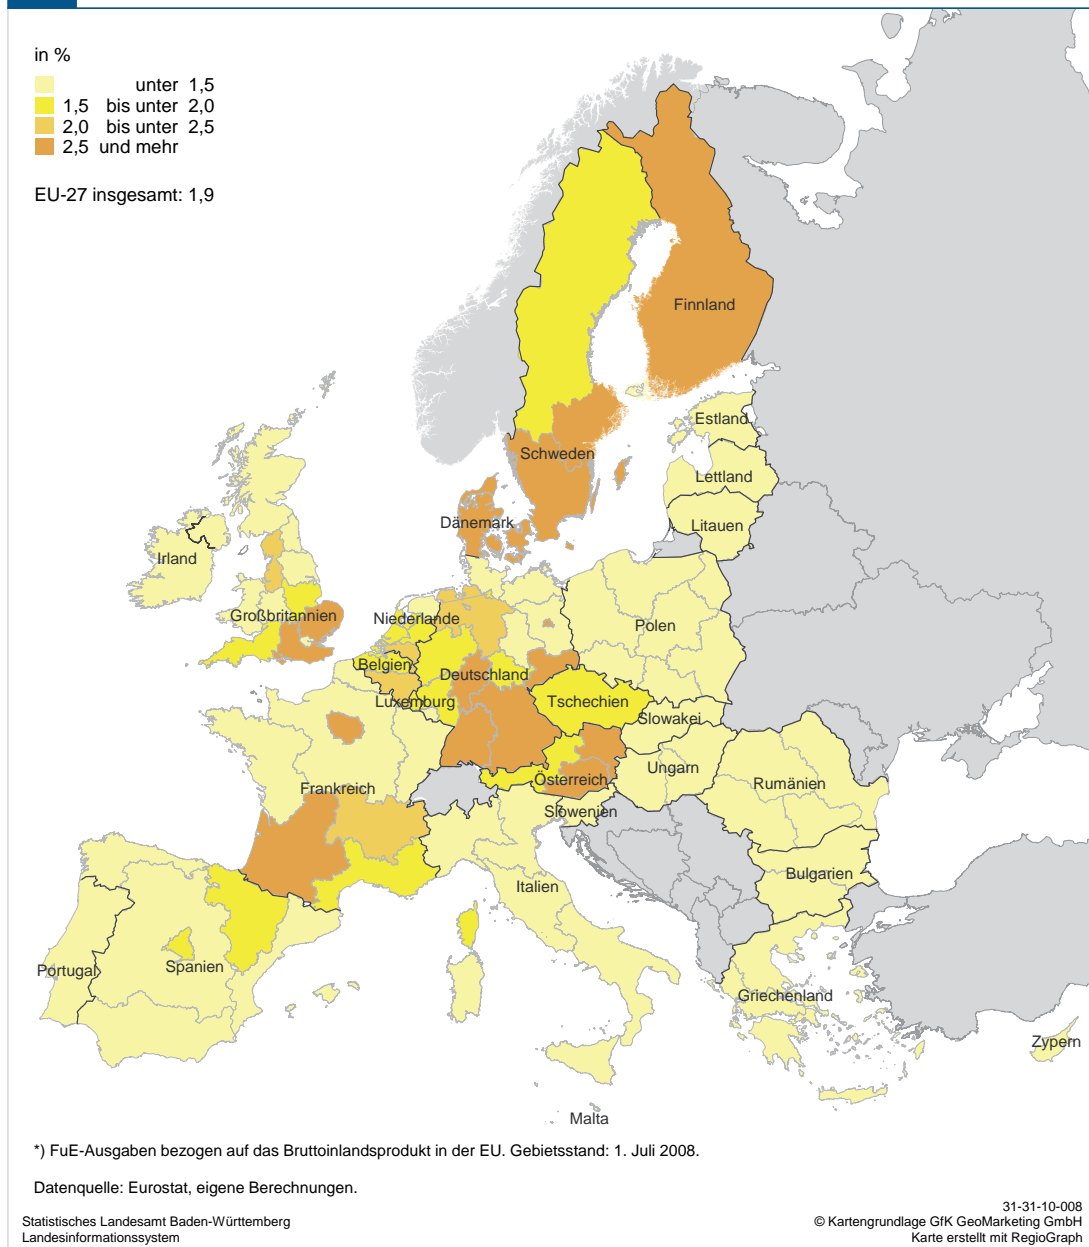 in %
unter 1,5
1,5 bis unter 2,0
2,0 bis unter 2,5
2,5 und mehr
EU-27 insgesamt: 1,9
Finnland
Estland
Schweden
Lettland
Dänemark
Litauen
Irland
Großbritannien
Niederlande
Polen
Belgien
Deutschland
Luxemburg
Tschechien
Slowakei
Frankreich
Österreich
Ungarn
Rumänien
Slowenien
Italien
Bulgarien
Portugal
Spanien
Griechenland
Zypern
Malta
*) FuE-Ausgaben bezogen auf das Bruttoinlandsprodukt in der EU. Gebietsstand: 1. Juli 2008.
Datenquelle: Eurostat, eigene Berechnungen.
31-31-10-008
Statistisches Landesamt Baden-Württemberg
© Kartengrundlage GfK GeoMarketing GmbH
Landesinformationssystem
Karte erstellt mit RegioGraph